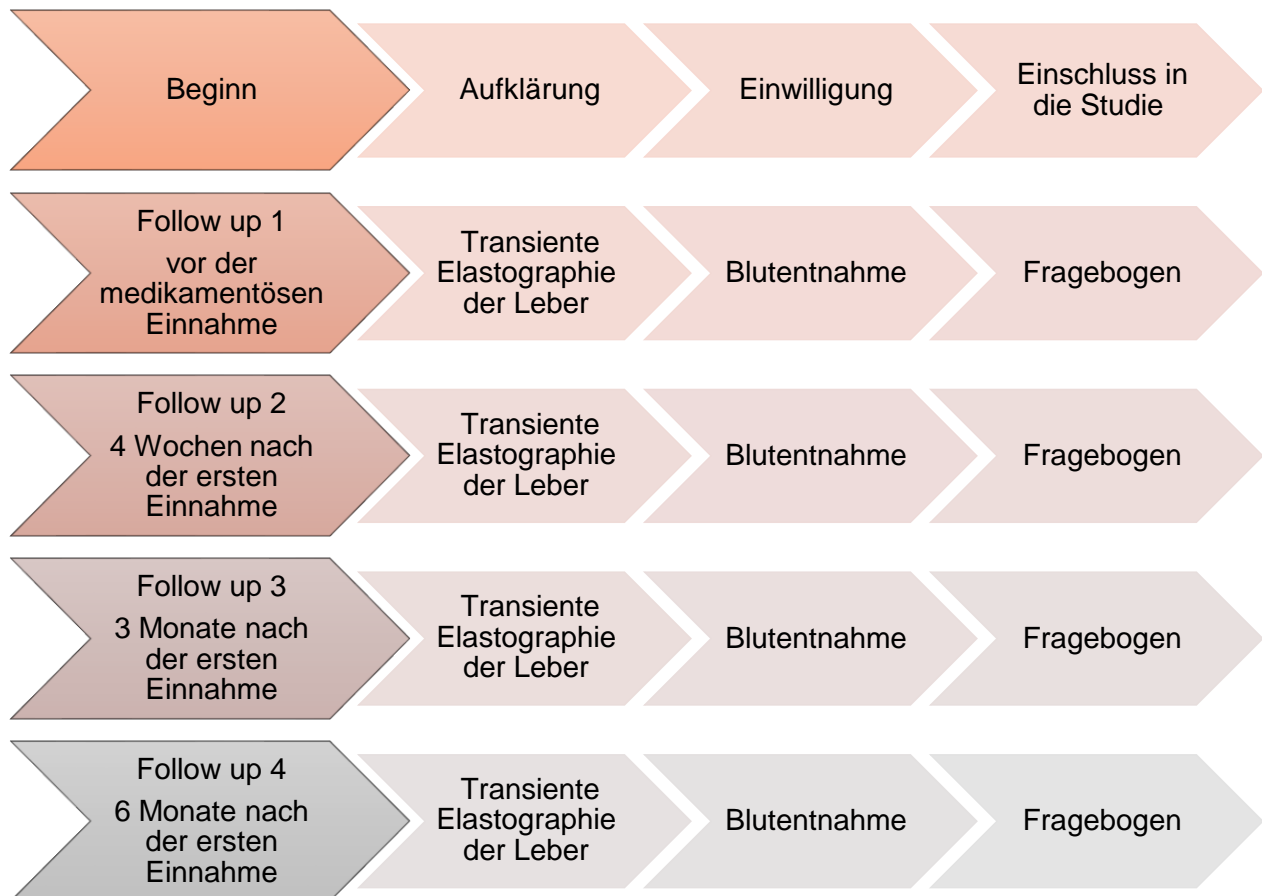 Beginn
Aufklärung
Einwilligung
Einschluss in
die Studie
Follow up 1
vor der
medikamentösen
Einnahme
Transiente
Elastographie
der Leber
Blutentnahme
Fragebogen
Follow up 2
4 Wochen nach
der ersten
Einnahme
Transiente
Elastographie
der Leber
Blutentnahme
Fragebogen
Follow up 3
3 Monate nach
der ersten
Einnahme
Transiente
Elastographie
der Leber
Blutentnahme
Fragebogen
Follow up 4
6 Monate nach
der ersten
Einnahme
Transiente
Elastographie
der Leber
Blutentnahme
Fragebogen